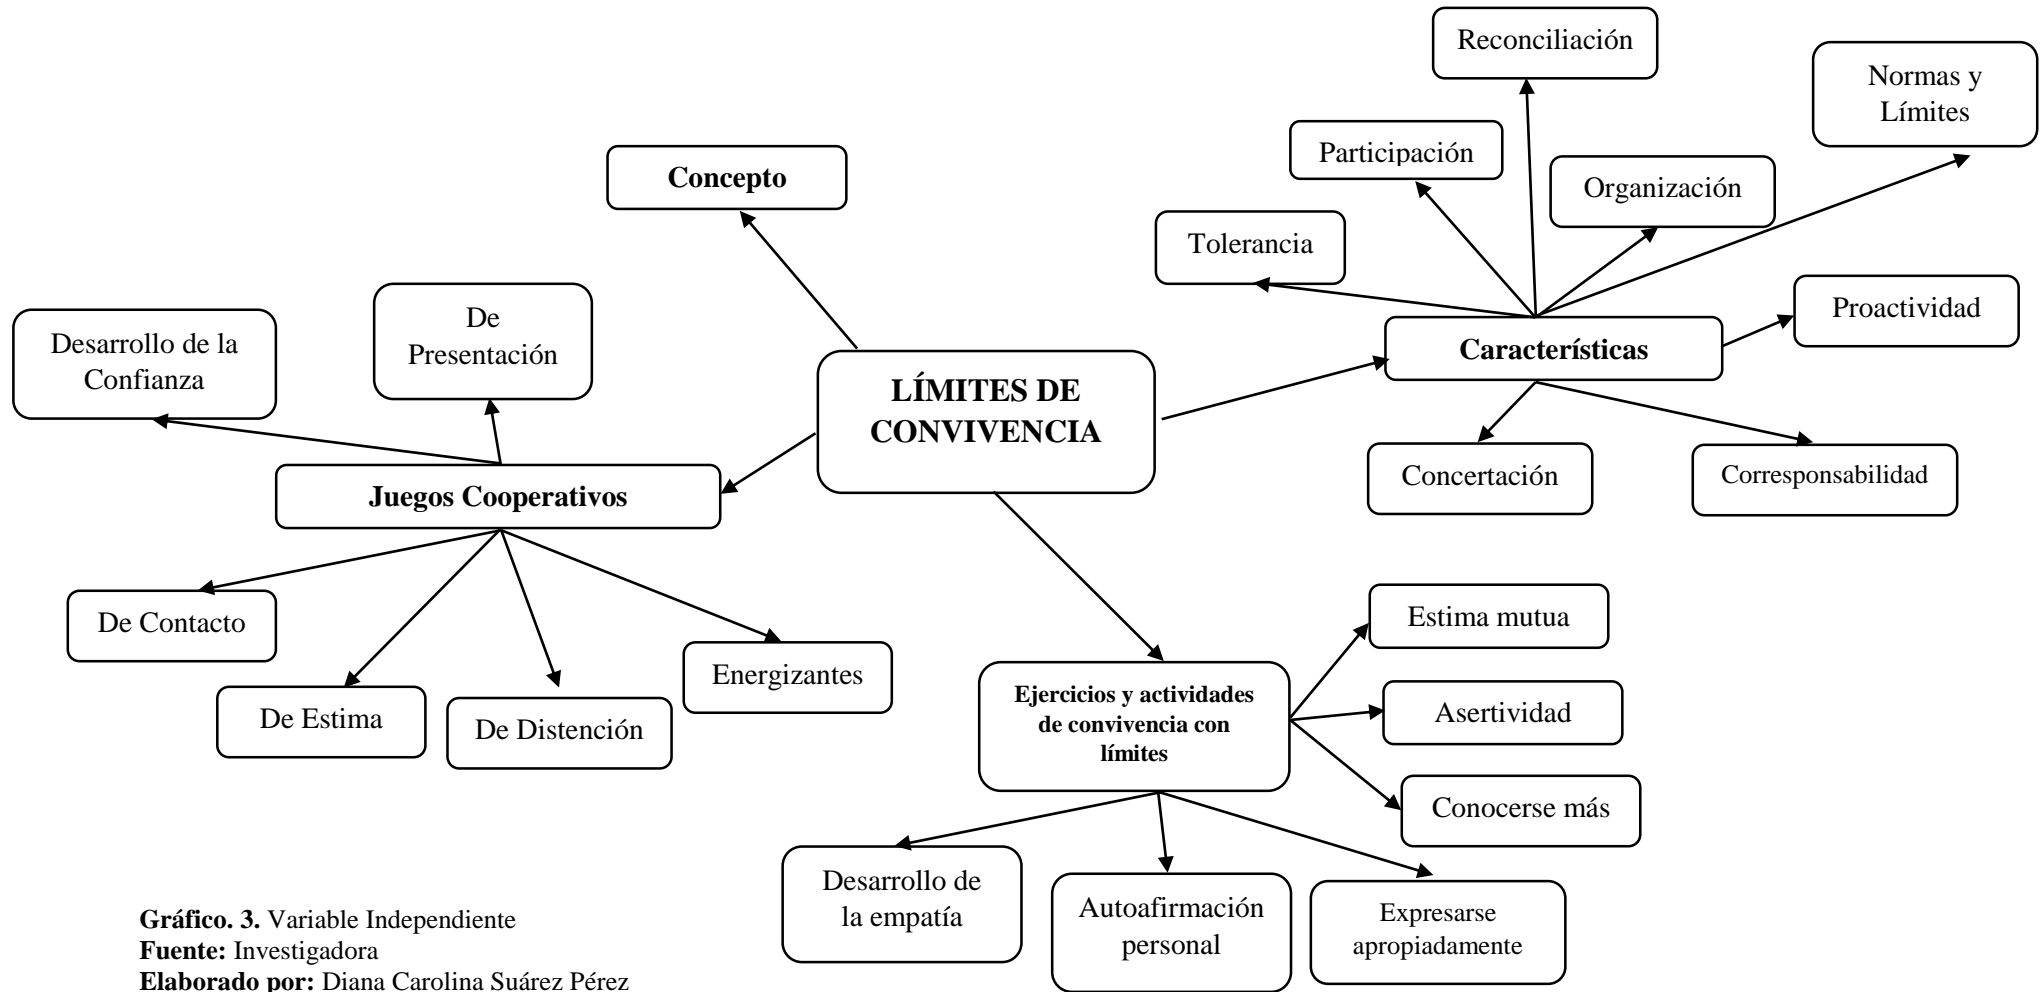 Reconciliación
Normas y
Límites
Participación
Concepto
Organización
Tolerancia
De
Presentación
Proactividad
Desarrollo de la
Confianza
Características
LÍMITES DE
CONVIVENCIA
Concertación
Corresponsabilidad
Juegos Cooperativos
De Contacto
Estima mutua
Energizantes
Ejercicios y actividades
de convivencia con
límites
De Estima
De Distención
Asertividad
Conocerse más
Desarrollo de
la empatía
Autoafirmación
personal
Expresarse
apropiadamente
Gráfico. 3. Variable Independiente
Fuente: Investigadora
Elaborado por: Diana Carolina Suárez Pérez